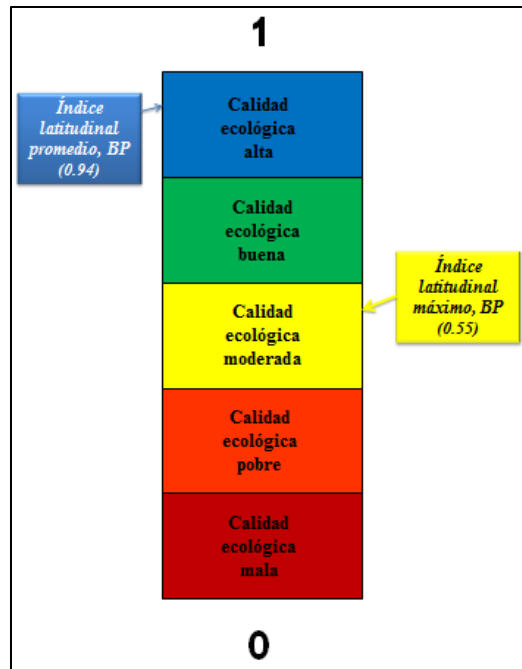 1
Índice
latitudinal
promedio, BP
(0.94)
Calidad
ecológica
alta
Calidad
ecológica
buena
Índice
latitudinal
máximo, BP
(0.55)
Calidad
ecológica
moderada
Calidad
ecológica
pobre
Calidad
ecológica
mala
0